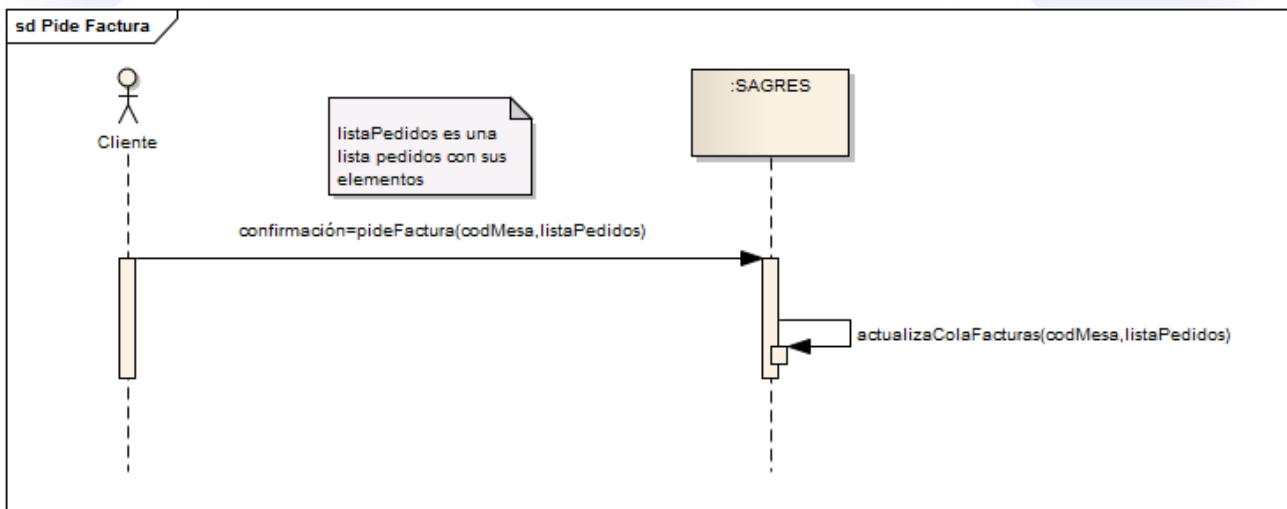 sd Pide Factura
Cliente
listaPedidos es una
lista pedidos con sus
elementos
:SAGRES
confirmación=pideFactura(codMesa,listaPedidos)
actualizaColaFacturas(codMesa,listaPedidos)